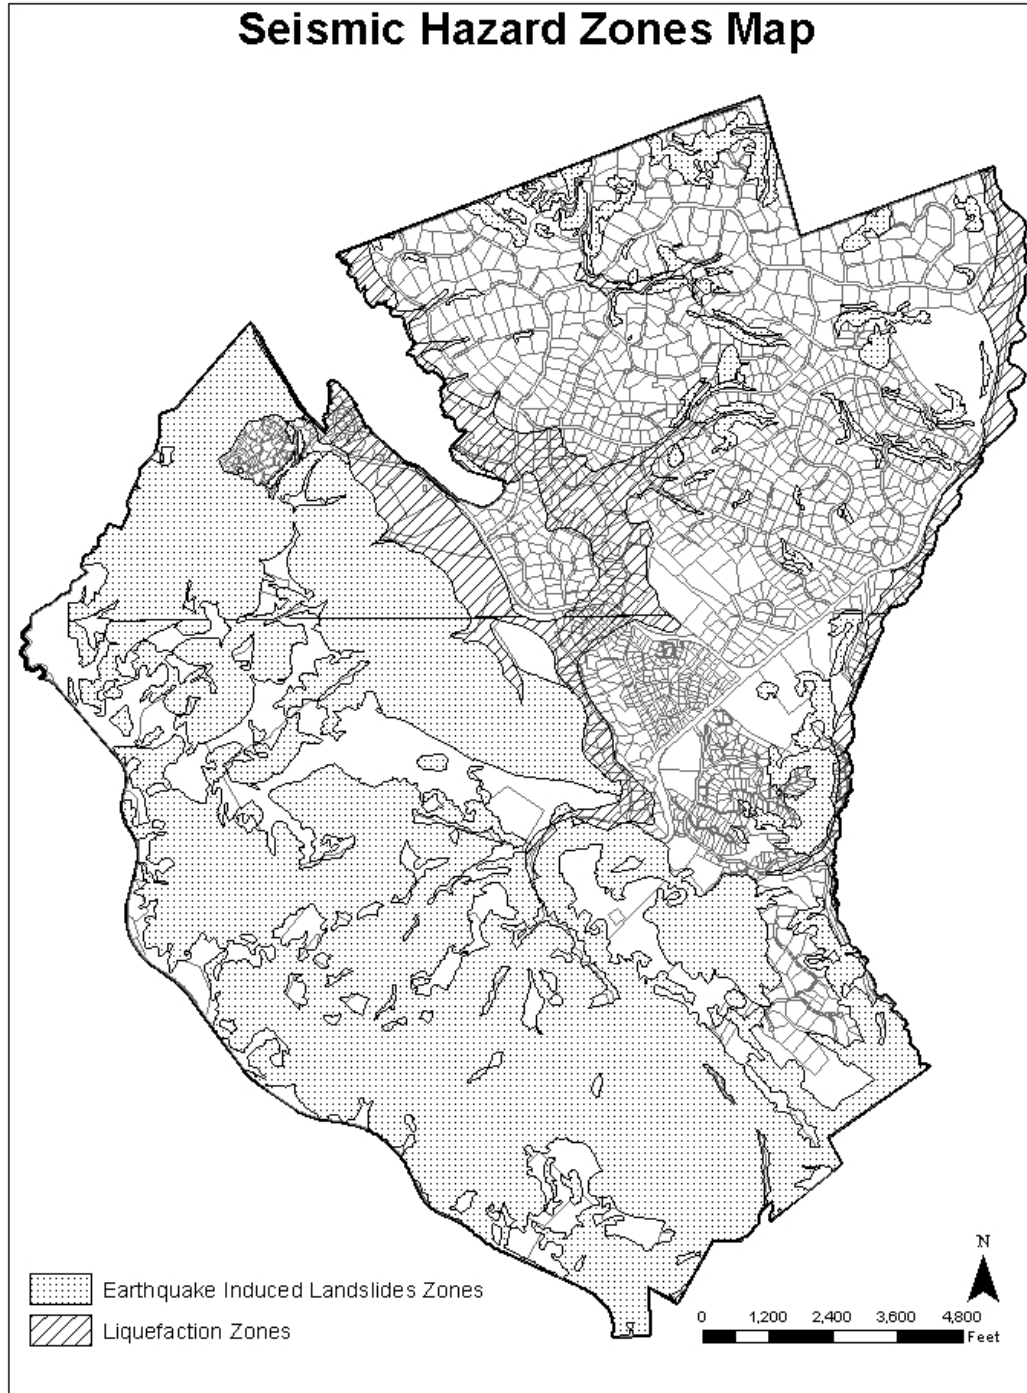 Seismic Hazard Zones Map
Earthquake Induced Landslides Zones
Liquefaction Zones
N
0 1,200 2,400 3,600 4,800
Feet